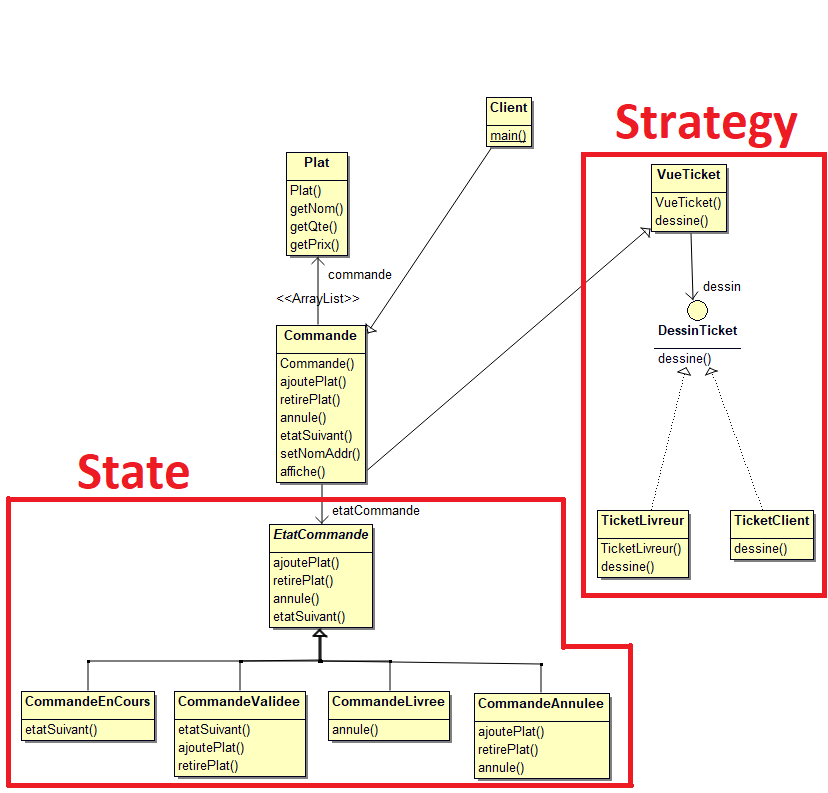 Client
main()
Strategy
Plat
Plat()
getNom()
getQte()
getPrix()
VueTicket
VueTicket()
dessine()
commande
<<ArrayList>>
dessin
DessinTicket
dessine()
Commande
Commande()
ajoutePlat()
retirePlat()
annule()
etatSuivant()
setNomAddr()
affiche()
State
etatCommande
EtatCommande
ajoutePlat()
retirePlat()
annule()
etatSuivant()
TicketLivreur
TicketLivreur()
dessine()
TicketClient
dessine()
CommandeEnCours
etatSuivant()
CommandeValidee
etatSuivant()
ajoutePlat()
retirePlat()
CommandeLivree
annule()
CommandeAnnulee
ajoutePlat()
retirePlat()
annule()